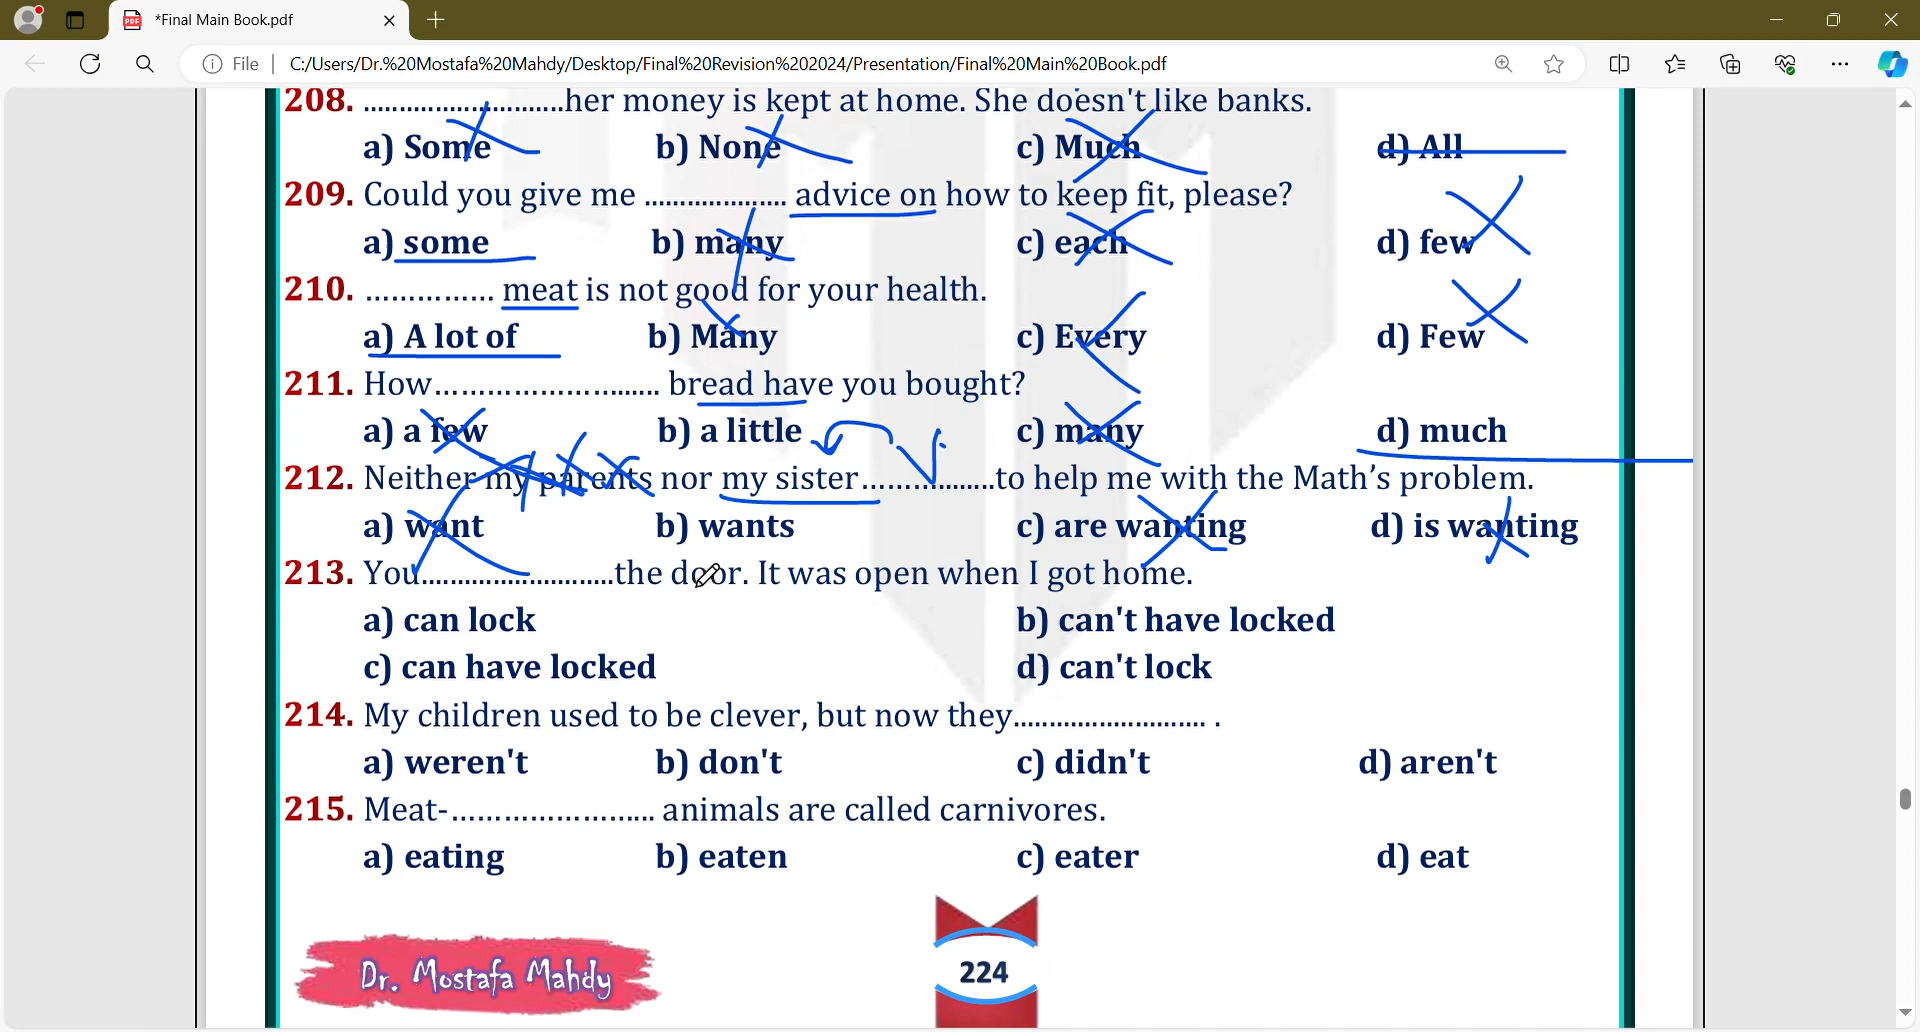 *Final Main Book.pdf
File C:/Users/Dr.%20Mostafa%20Mahdy/Desktop/Final%20Revision%202024/Presentation/Final%20Main%20Book.pdf
208. ............................her money is kept at home. She doesn't like banks.
a) Some b) None c) Much d) All
209. Could you give me .................... advice on how to keep fit, please?
a) some b) many c) each d) few
210. ............... meat is not good for your health.
a) A lot of b) Many c) Every d) Few
211. How............................ bread have you bought?
a) a few b) a little c) many d) much
212. Neither my parents nor my sister...................to help me with the Math's problem.
a) want b) wants c) are wanting d) is wanting
213. You...........................the door. It was open when I got home.
a) can lock b) can't have locked
c) can have locked d) can't lock
214. My children used to be clever, but now they........................... .
a) weren't b) don't c) didn't d) aren't
215. Meat-........................ animals are called carnivores.
a) eating b) eaten c) eater d) eat
Dr. Mostafa Mahdy
224